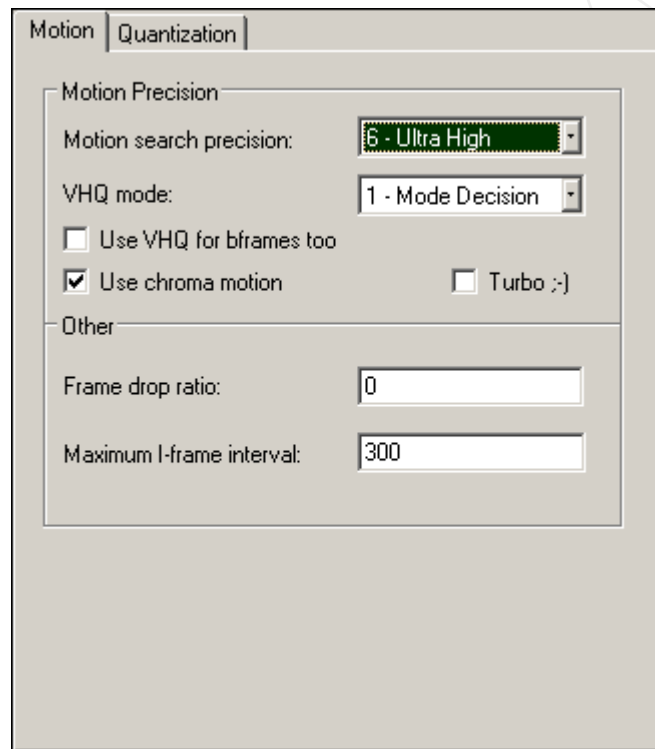 Motion Quantization
Motion Precision
Motion search precision: 6 - Ultra High
VHQ mode: 1 - Mode Decision
Use VHQ for bframes too
Use chroma motion Turbo ;-)
Other
Frame drop ratio: 0
Maximum I-frame interval: 300